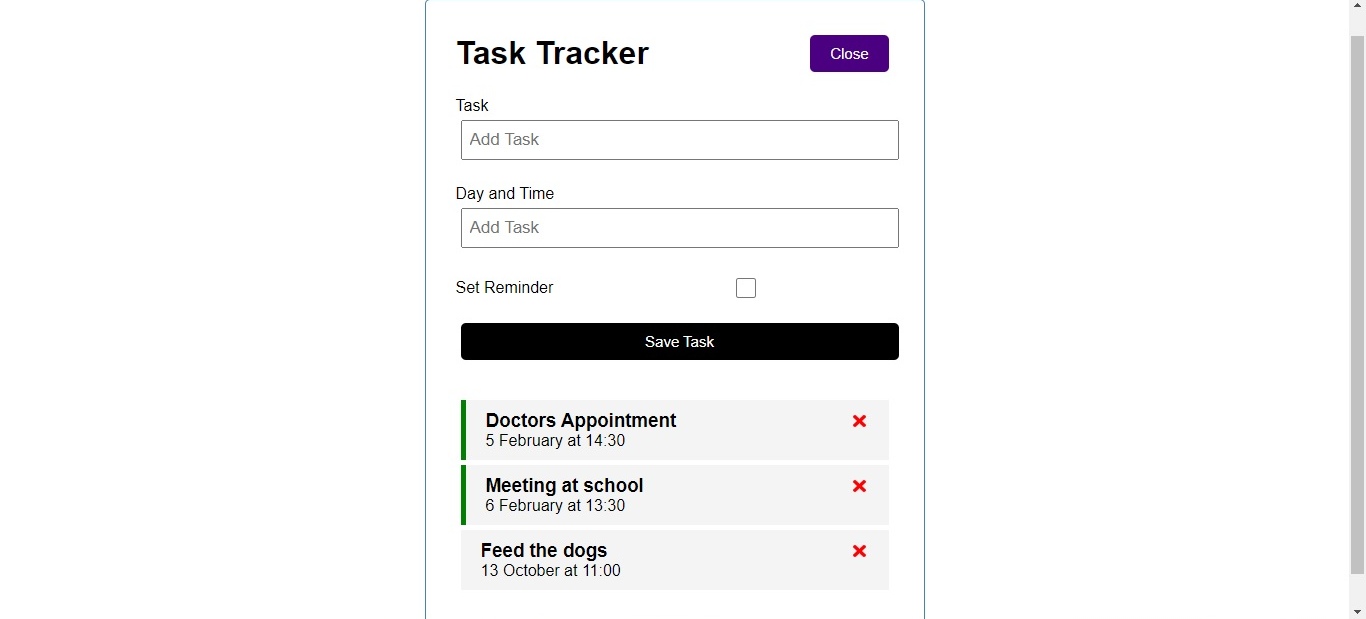 Task Tracker
Close
Task
Add Task
Day and Time
Add Task
Set Reminder
Save Task
Doctors Appointment
5 February at 14:30
Meeting at school
6 February at 13:30
Feed the dogs
13 October at 11:00